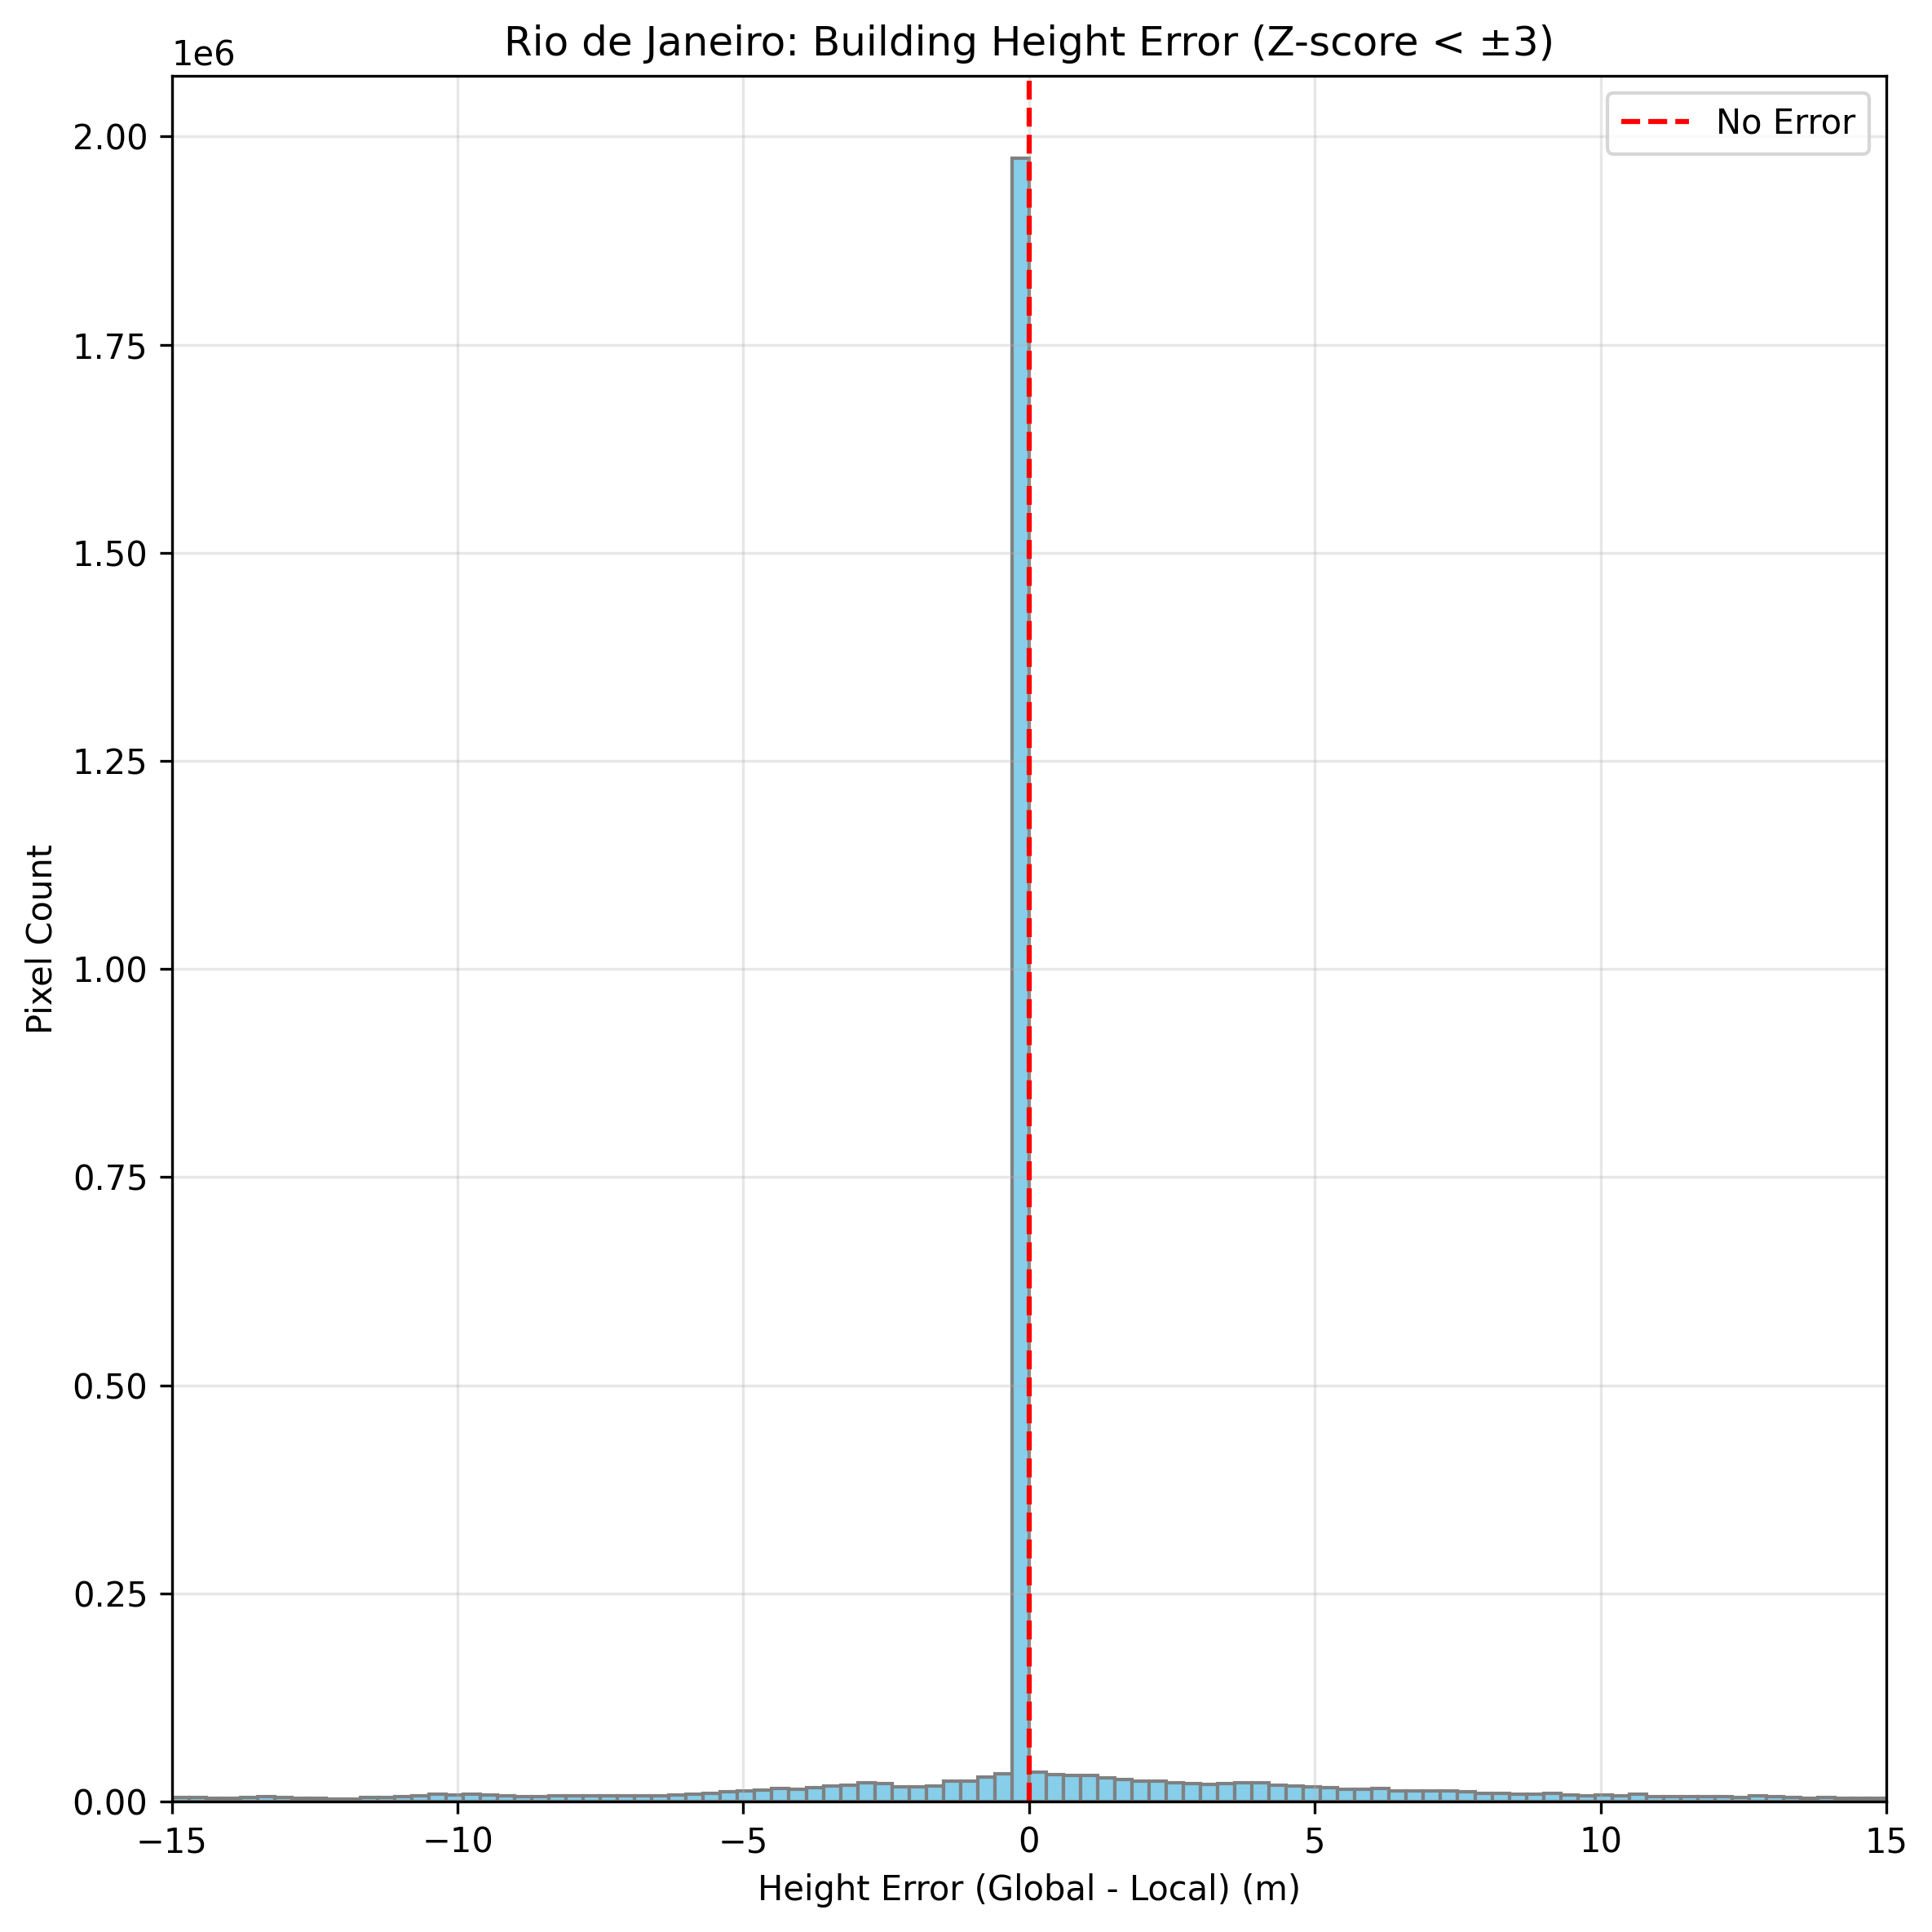 Rio de Janeiro: Building Height Error (Z-score < ±3)
1e6
No Error
2.00
1.75
1.50
1.25
1.00
0.75
0.50
0.25
0.00
Pixel Count
−15 −10 −5 0 5 10 15
Height Error (Global - Local) (m)